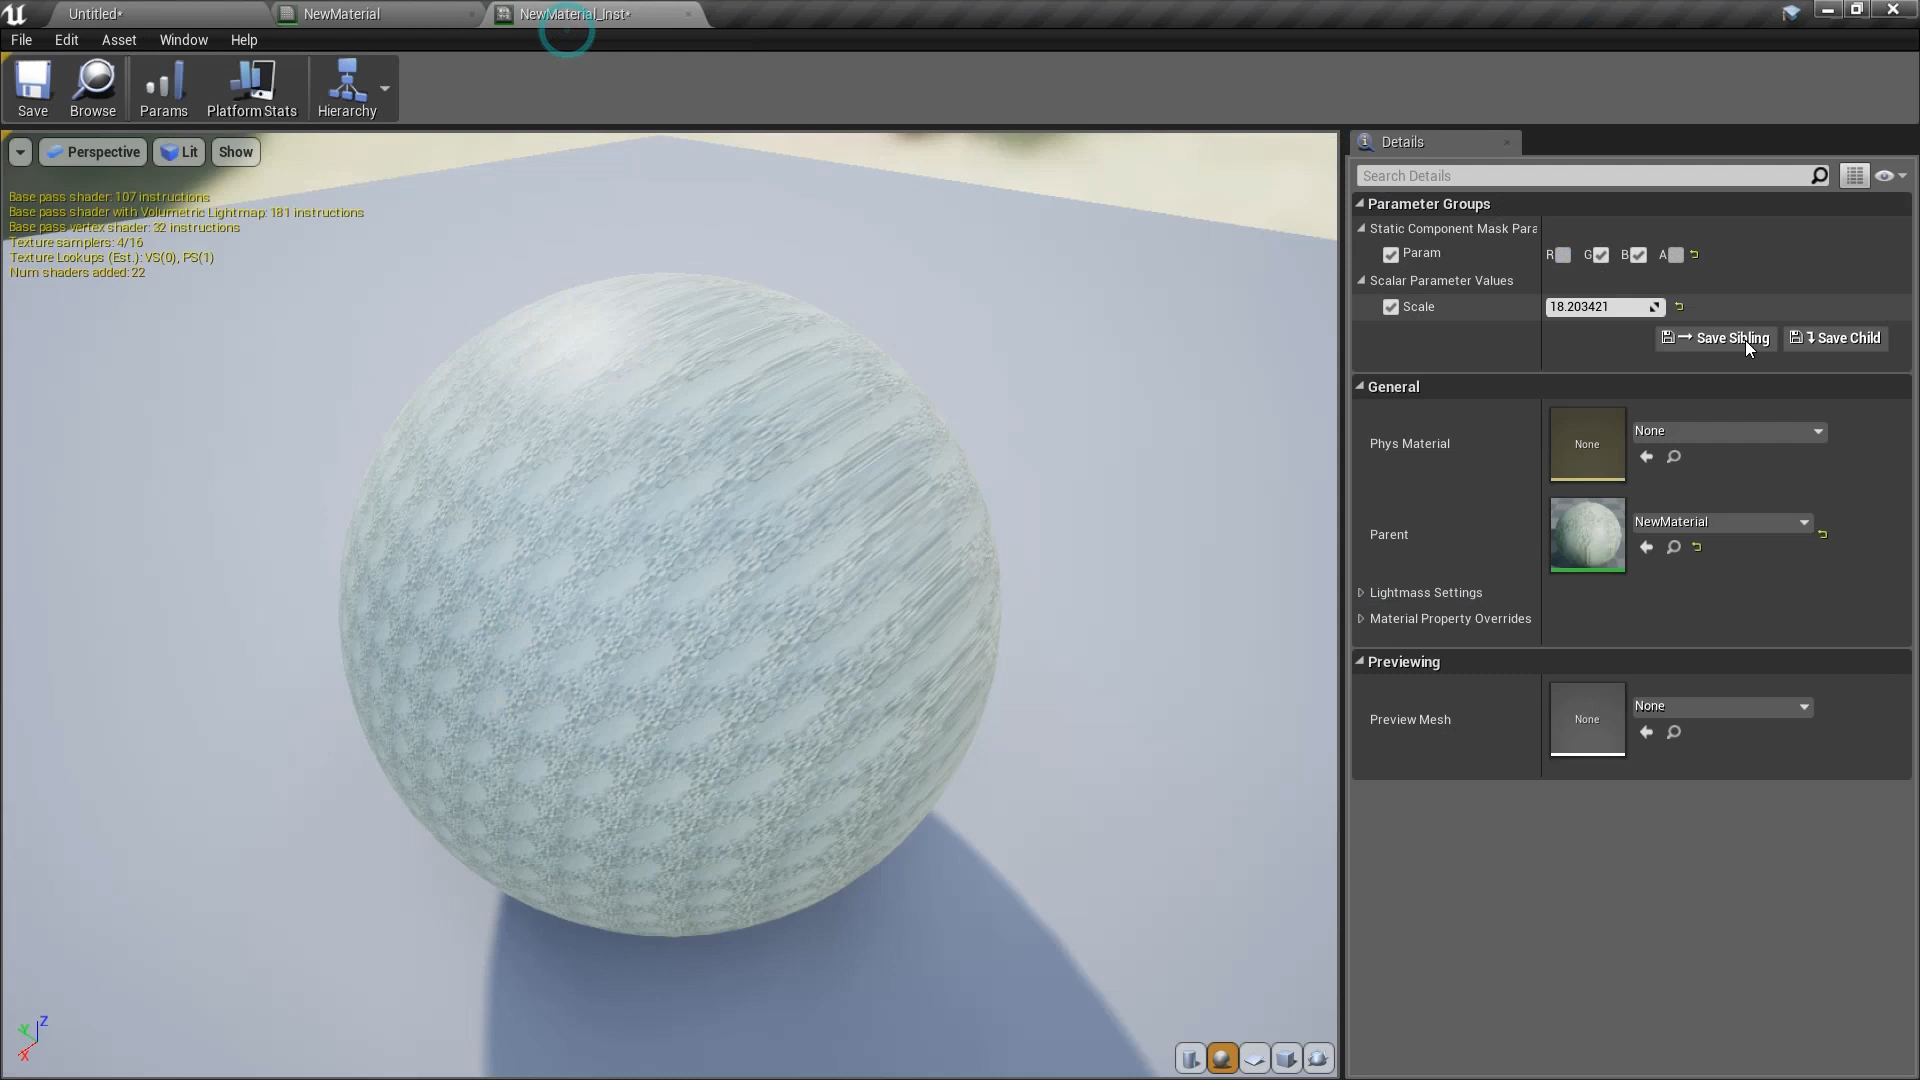 Untitled*
NewMaterial
NewMaterial_Inst*
File
Edit
Asset
Window
Help
Save
Browse
Params
Platform Stats
Hierarchy
Perspective
Lit
Show
Base pass shader: 107 instructions
Base pass shader with Volumetric Lightmap: 181 instructions
Base pass vertex shader: 32 instructions
Texture samplers: 4/16
Texture Lookups (Est.): VS(0), PS(1)
Num shaders added: 22
Z
Y
X
Details
Search Details
Parameter Groups
Static Component Mask Para
Param
R
G
B
A
Scalar Parameter Values
Scale
18.203421
Save Sibling
Save Child
General
Phys Material
None
None
Parent
NewMaterial
Lightmass Settings
Material Property Overrides
Previewing
Preview Mesh
None
None